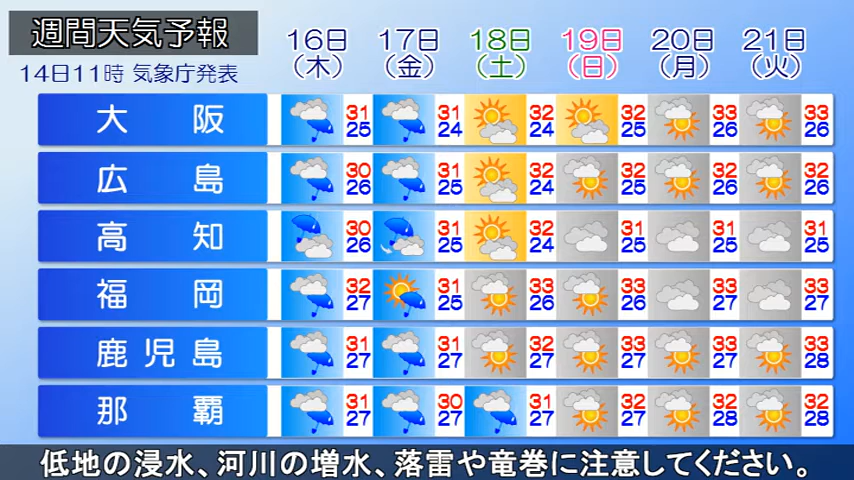 週間天気予報
14日11時 気象庁発表
16日 17日 18日 19日 20日 21日
(木) (金) (土) (日) (月) (火)
大阪 31 25 31 24 32 24 32 25 33 26 33 26
広島 30 26 31 25 32 24 32 25 32 26 32 26
高知 30 26 31 25 32 24 31 25 31 25 31 25
福岡 32 27 31 25 33 26 33 26 33 27 33 27
鹿児島 31 27 31 27 32 27 33 27 33 27 33 28
那覇 31 27 30 27 31 27 32 27 32 28 32 28
低地の浸水、河川の増水、落雷や竜巻に注意してください。